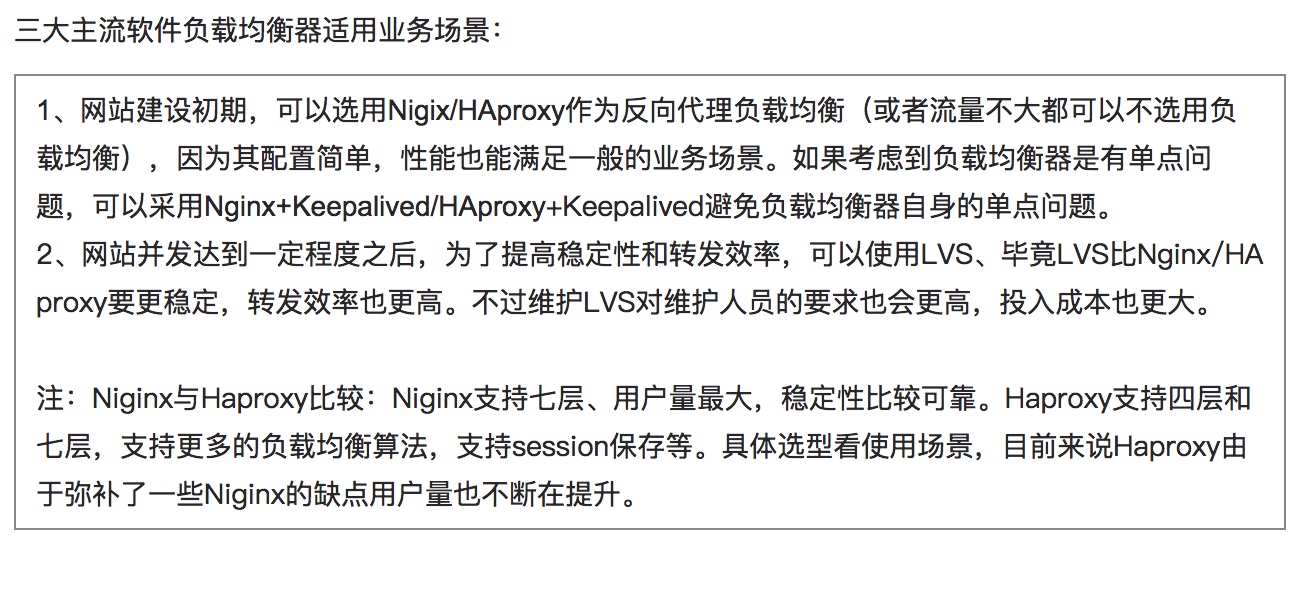 三大主流软件负载均衡器适用业务场景：
1、网站建设初期，可以选用Nigix/HAproxy作为反向代理负载均衡（或者流量不大都可以不选用负
载均衡），因为其配置简单，性能也能满足一般的业务场景。如果考虑到负载均衡器是有单点问
题，可以采用Nginx+Keepalived/HAproxy+Keepalived避免负载均衡器自身的单点问题。
2、网站并发达到一定程度之后，为了提高稳定性和转发效率，可以使用LVS、毕竟LVS比Nginx/HA
proxy要更稳定，转发效率也更高。不过维护LVS对维护人员的要求也会更高，投入成本也更大。
注：Niginx与Haproxy比较：Niginx支持七层、用户量最大，稳定性比较可靠。Haproxy支持四层和
七层，支持更多的负载均衡算法，支持session保存等。具体选型看使用场景，目前来说Haproxy由
于弥补了一些Niginx的缺点用户量也不断在提升。